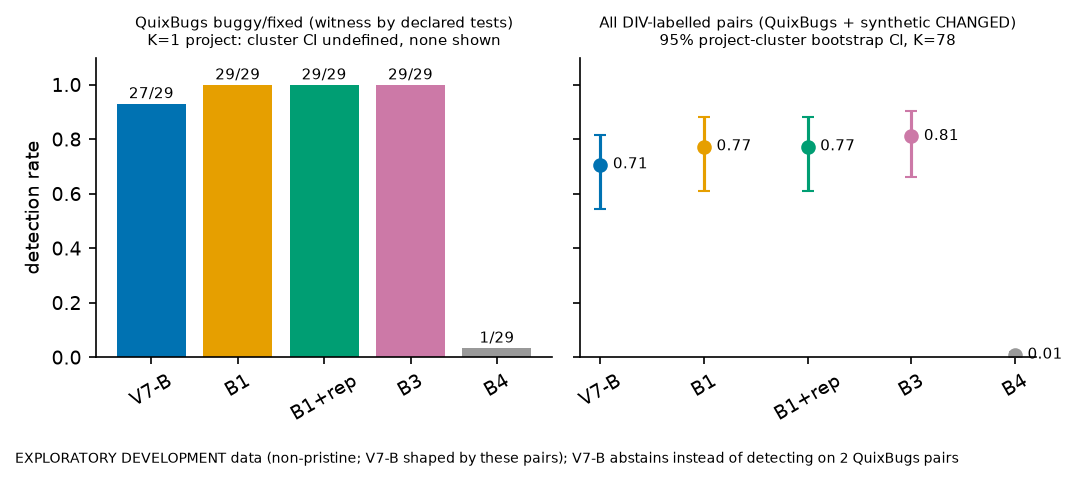 QuixBugs buggy/fixed (witness by declared tests)
K=1 project: cluster CI undefined, none shown
All DIV-labelled pairs (QuixBugs + synthetic CHANGED)
95% project-cluster bootstrap CI, K=78
detection rate
1.0
0.8
0.6
0.4
0.2
0.0
27/29
29/29
29/29
29/29
1/29
V7-B
B1
B1+rep
B3
B4
0.71
0.77
0.77
0.81
0.01
V7-B
B1
B1+rep
B3
B4
EXPLORATORY DEVELOPMENT data (non-pristine; V7-B shaped by these pairs); V7-B abstains instead of detecting on 2 QuixBugs pairs